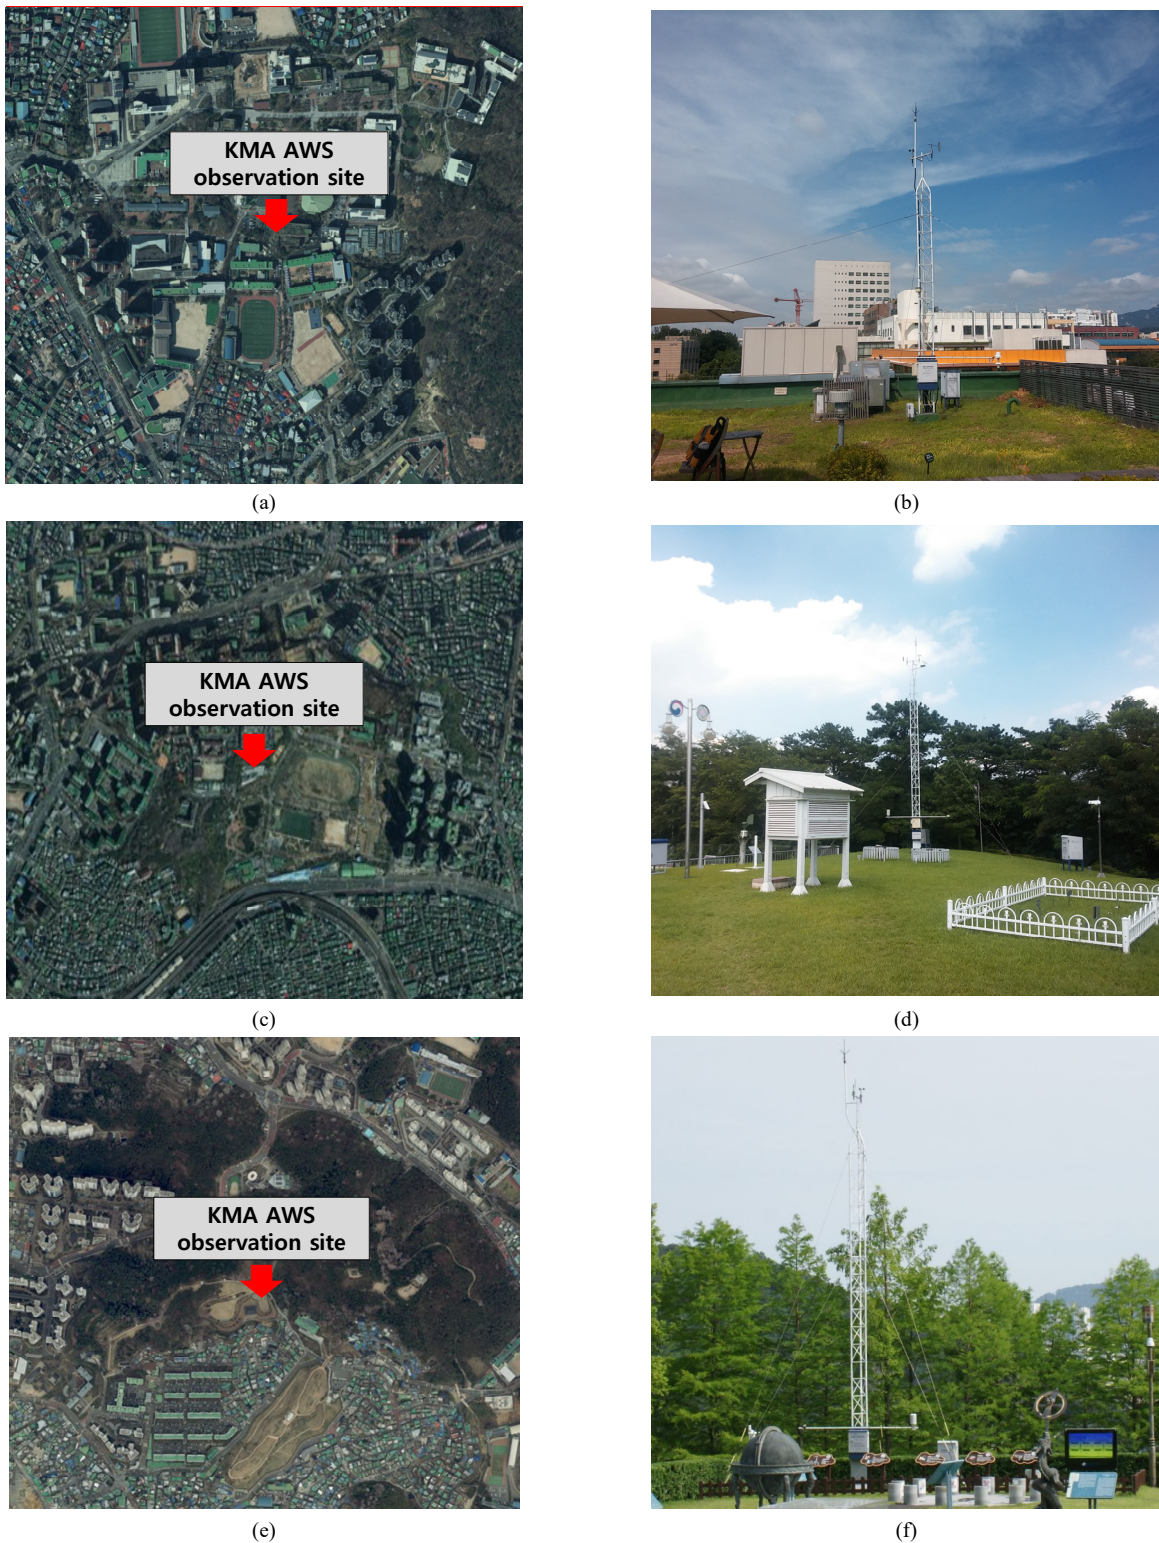 KMA AWS
observation site
(a)
(b)
KMA AWS
observation site
(c)
(d)
KMA AWS
observation site
(e)
(f)